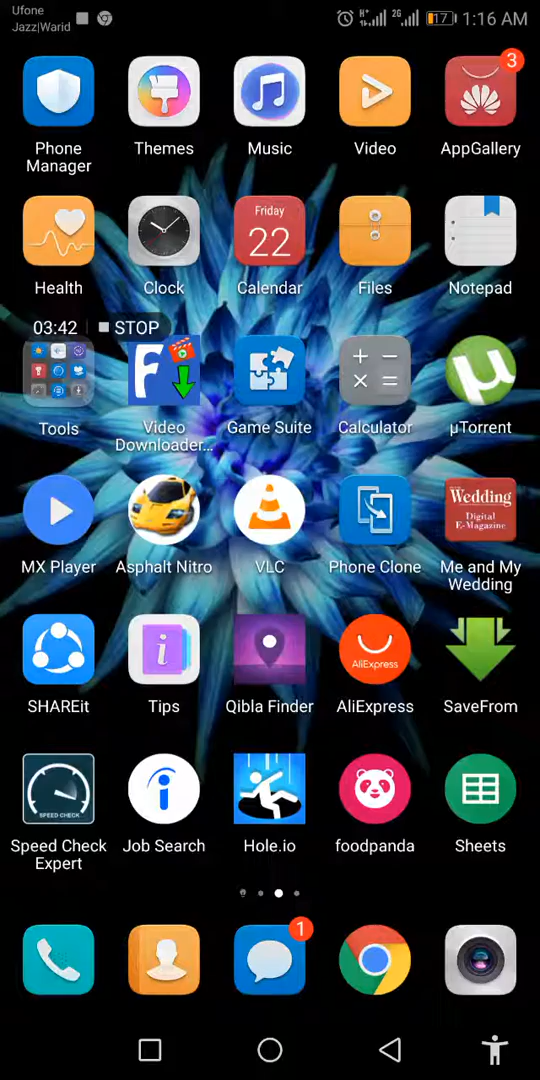 Ufone
Jazz|Warid
H+
2G
17
1:16 AM
3
Phone Manager
Themes
Music
Video
AppGallery
Friday
22
Health
Clock
Calendar
Files
Notepad
03:42
STOP
F
µ
Tools
Video Downloader...
Game Suite
Calculator
µTorrent
Wedding
Digital
E-Magazine
MX Player
Asphalt Nitro
VLC
Phone Clone
Me and My Wedding
i
AliExpress
SHAREit
Tips
Qibla Finder
AliExpress
SaveFrom
SPEED CHECK
i
Speed Check Expert
Job Search
Hole.io
foodpanda
Sheets
1